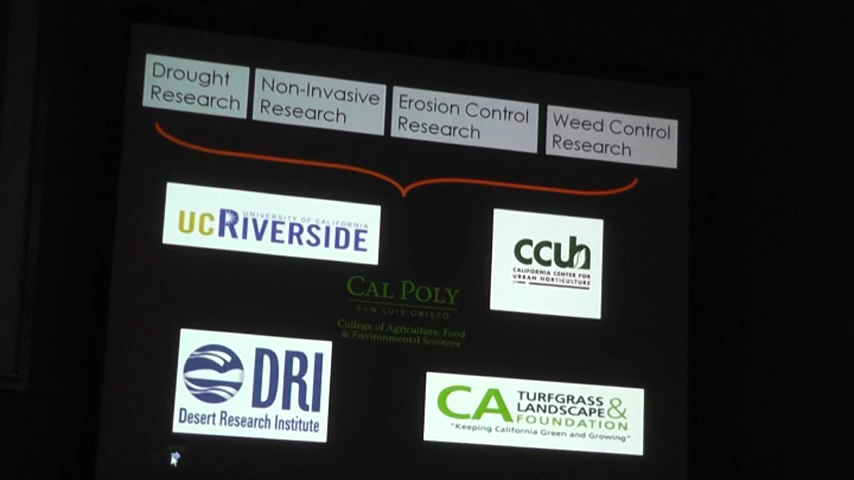 Drought
Research
Non-Invasive
Research
Erosion Control
Research
Weed Control
Research
UNIVERSITY OF CALIFORNIA
UCRIVERSIDE
ccuh
CALIFORNIA CENTER FOR
URBAN HORTICULTURE
CAL POLY
SAN LUIS OBISPO
College of Agriculture, Food
& Environmental Sciences
DRI
Desert Research Institute
CA TURFGRASS &
LANDSCAPE
FOUNDATION
"Keeping California Green and Growing"